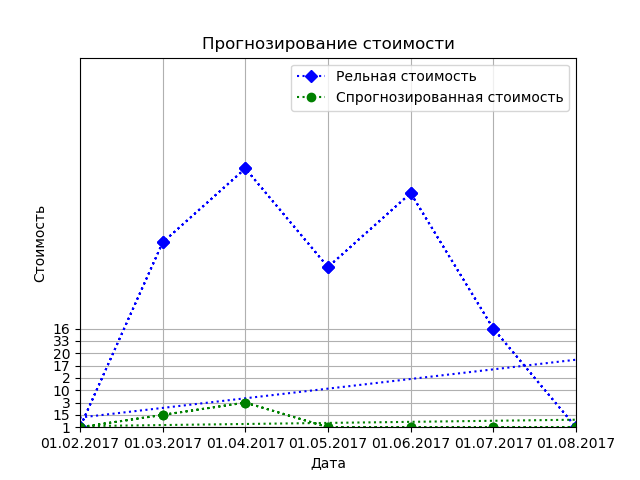 Прогнозирование стоимости
Рельная стоимость
Спрогнозированная стоимость
Стоимость
16
33
20
17
2
10
3
15
1
01.02.2017 01.03.2017 01.04.2017 01.05.2017 01.06.2017 01.07.2017 01.08.2017
Дата